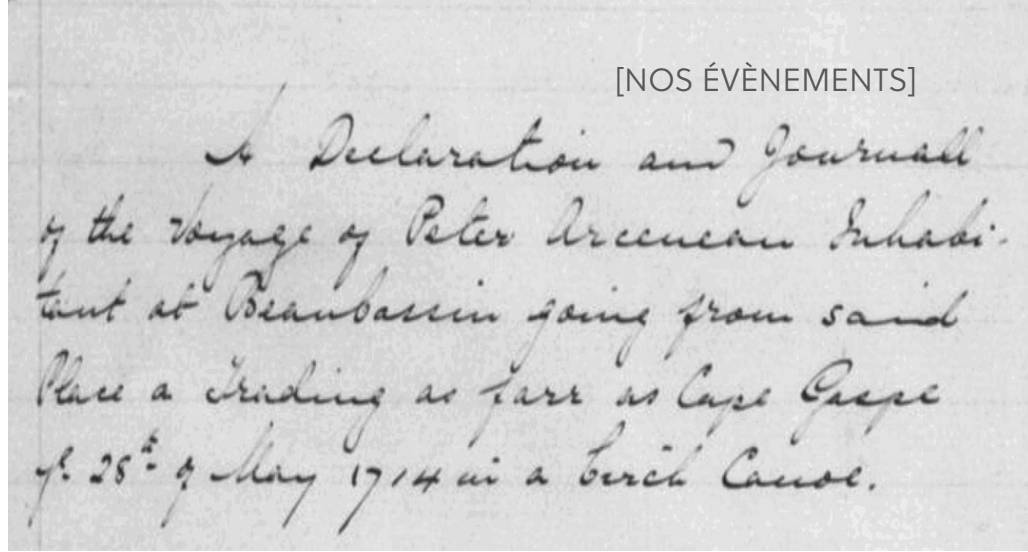 [NOS ÉVÈNEMENTS]
A Declaration and Journall
of the Voyage of Peter Arceneau Inhabi-
tant at Beaubassin going from said
Place a Trading as farr as Cape Gaspe
ye 28th of May 1714 in a birch Canoe.